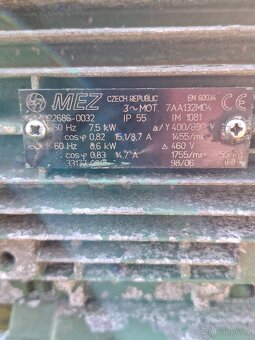 MEZ CZECH REPUBLIC EN 60034 CE
3~MOT. 7AA132M04
IP 55 IM 1081
50 Hz 7,5 kW Δ/Y 400/690 V
cos φ 0,82 15,1/8,7 A 1455/min
60 Hz 8,6 kW Δ 460 V
cos φ 0,83 14,7 A 1755/min 55 kg
98/06